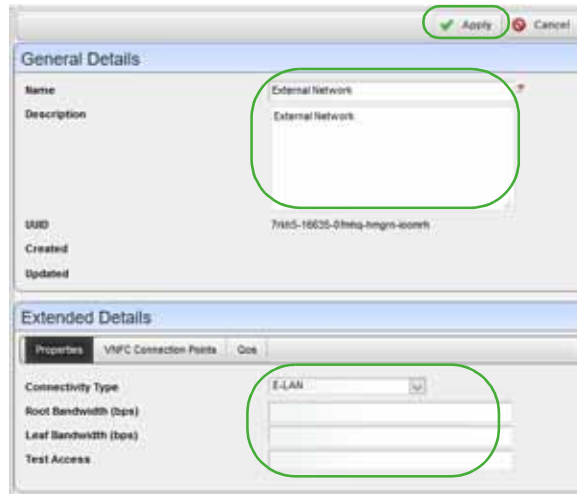 Apply Cancel
General Details
Name External Network *
Description External Network
UUID
Created
Updated
Extended Details
Properties VNFC Connection Points Qos
Connectivity Type E-LAN
Root Bandwidth (bps)
Leaf Bandwidth (bps)
Test Access